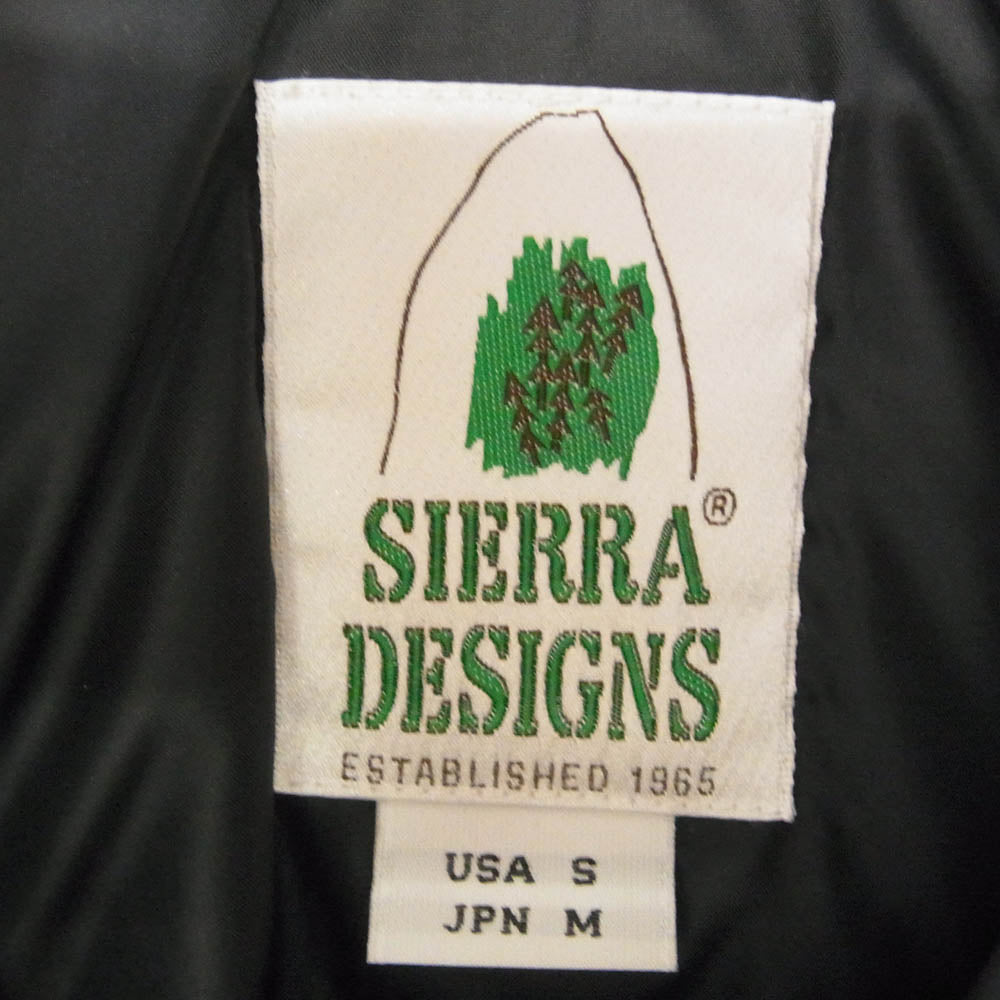 SIERRA®
DESIGNS
ESTABLISHED 1965
USA S
JPN M